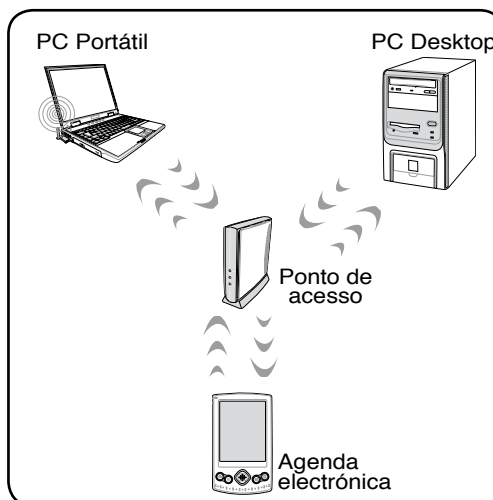 PC Portátil
PC Desktop
Ponto de
acesso
Agenda
electrónica